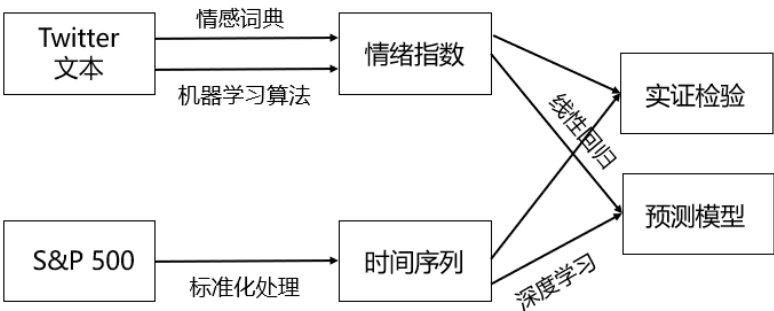 Twitter
文本
情感词典
机器学习算法
情绪指数
线性回归
实证检验
预测模型
S&P 500
标准化处理
时间序列
深度学习